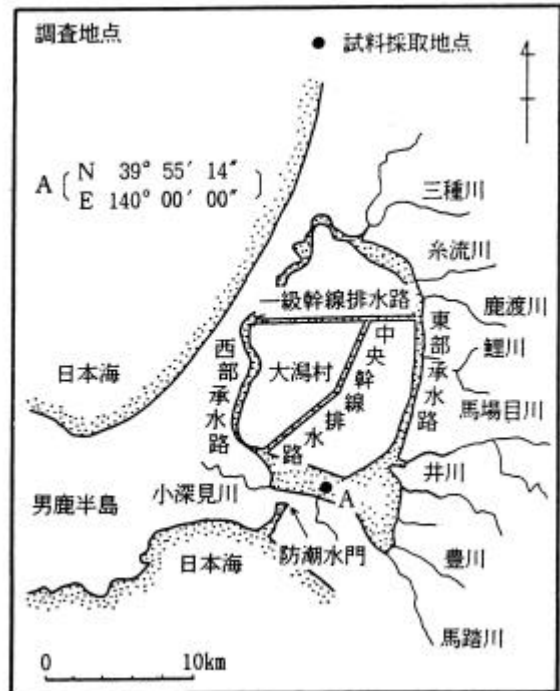 調査地点
● 試料採取地点
A N 39° 55′ 14″
E 140° 00′ 00″
三種川
糸流川
一級幹線排水路
鹿渡川
東部承水路
中央幹線排水路
西部承水路
大潟村
鯉川
日本海
馬場目川
井川
小深見川
A
男鹿半島
防潮水門
日本海
豊川
馬踏川
0 10km